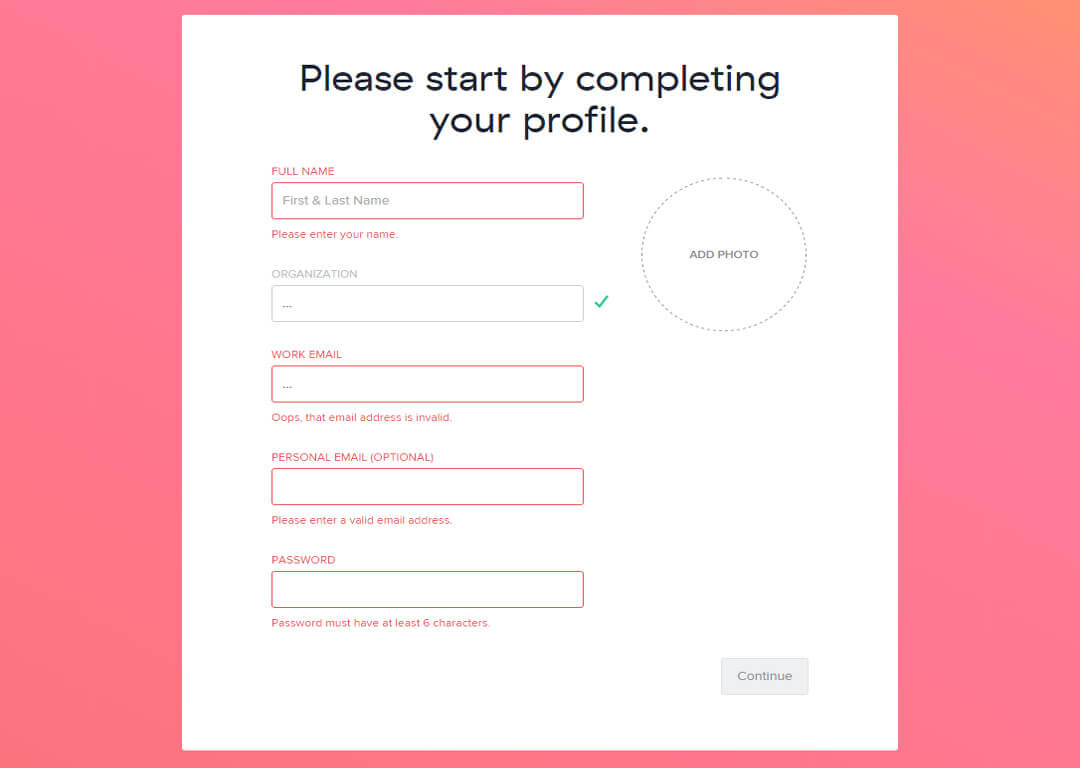 Please start by completing
your profile.
FULL NAME
First & Last Name
Please enter your name.
ADD PHOTO
ORGANIZATION
...
WORK EMAIL
...
Oops, that email address is invalid.
PERSONAL EMAIL (OPTIONAL)
Please enter a valid email address.
PASSWORD
Password must have at least 6 characters.
Continue